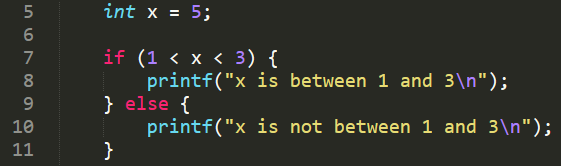 5 int x = 5;
6
7 if (1 < x < 3) {
8 printf("x is between 1 and 3\n");
9 } else {
10 printf("x is not between 1 and 3\n");
11 }